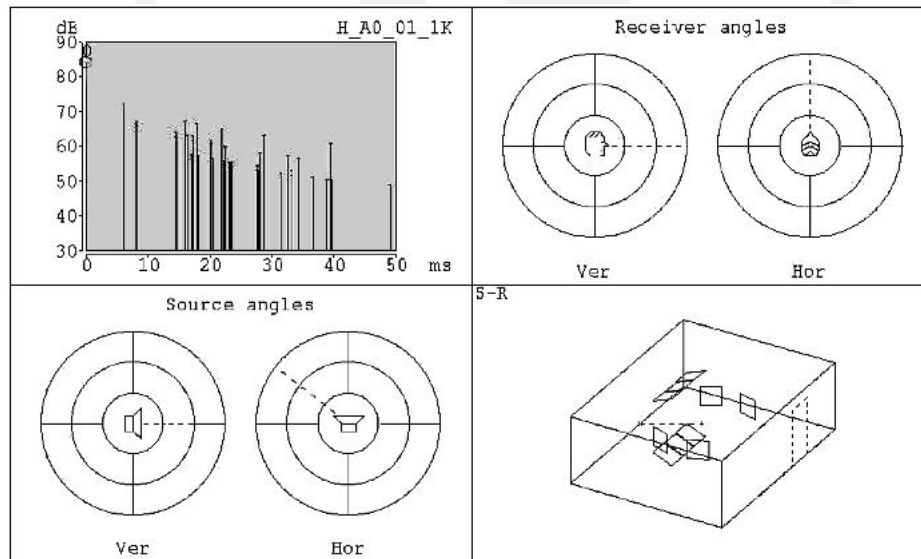 dB H_A0_01_1K
90
80
70
60
50
40
30
0 10 20 30 40 50 ms
Receiver angles
Ver Hor
Source angles
Ver Hor
S-R